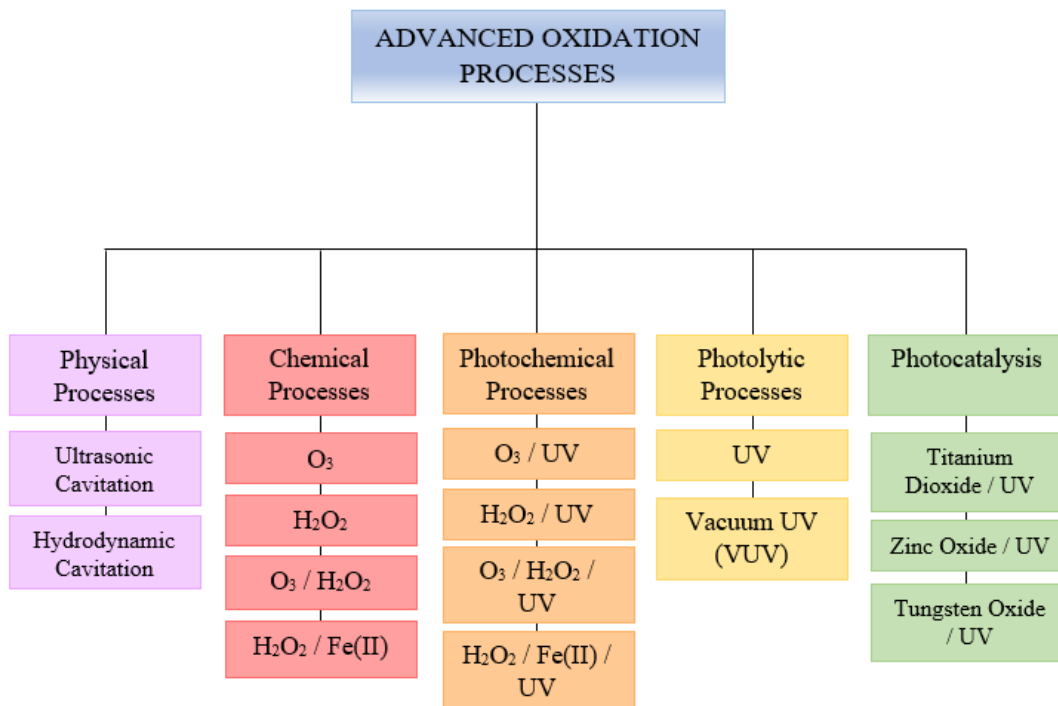 ADVANCED OXIDATION
PROCESSES
Physical
Processes
Ultrasonic
Cavitation
Hydrodynamic
Cavitation
Chemical
Processes
O₃
H₂O₂
O₃ / H₂O₂
H₂O₂ / Fe(II)
Photochemical
Processes
O₃ / UV
H₂O₂ / UV
O₃ / H₂O₂ /
UV
H₂O₂ / Fe(II) /
UV
Photolytic
Processes
UV
Vacuum UV
(VUV)
Photocatalysis
Titanium
Dioxide / UV
Zinc Oxide / UV
Tungsten Oxide
/ UV